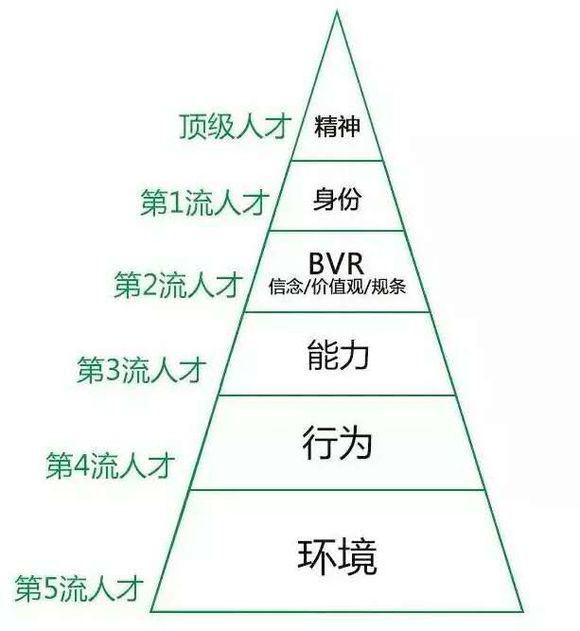 顶级人才 精神
第1流人才 身份
第2流人才 BVR
信念/价值观/规条
第3流人才 能力
第4流人才 行为
第5流人才 环境